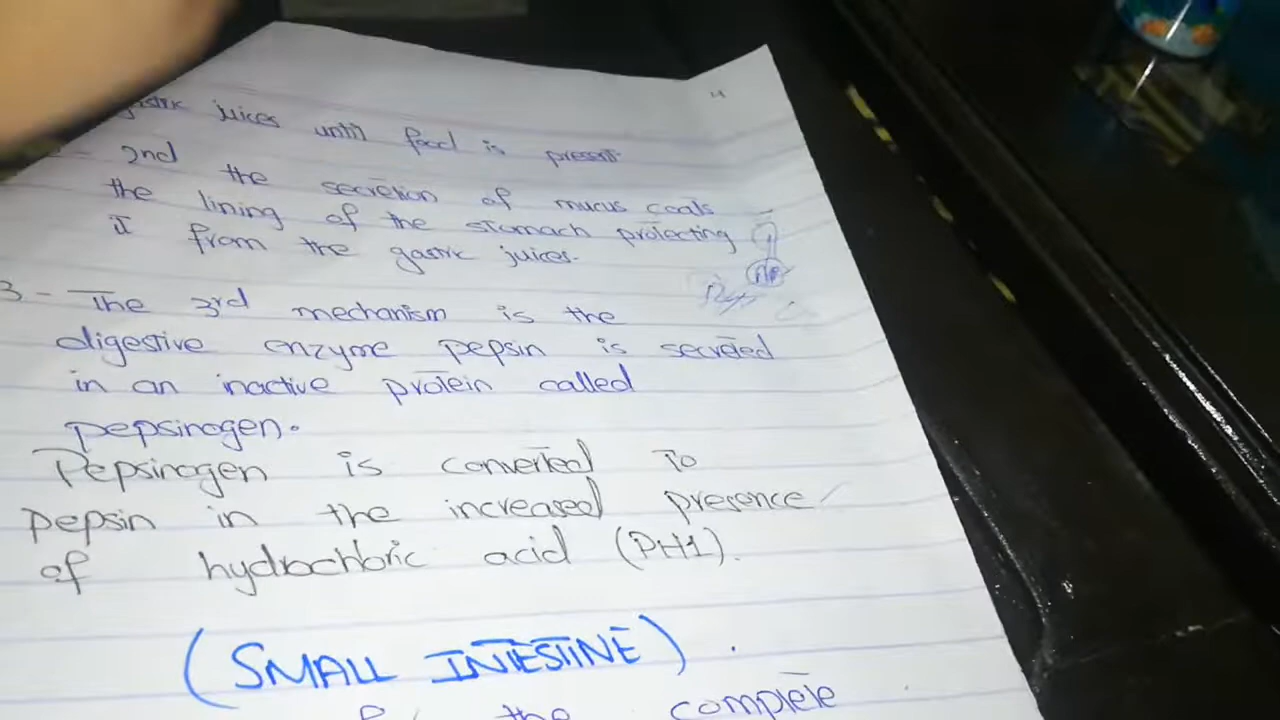 juices until food is present
2nd the secretion of mucus coats
the lining of the stomach protecting
it from the gastric juices.
3 - The 3rd mechanism is the
digestive enzyme pepsin is secreted
in an inactive protein called
pepsinogen.
Pepsinogen is converted to
pepsin in the increased presence
of hydrochloric acid (PH1).
(SMALL INTESTINE).
the complete